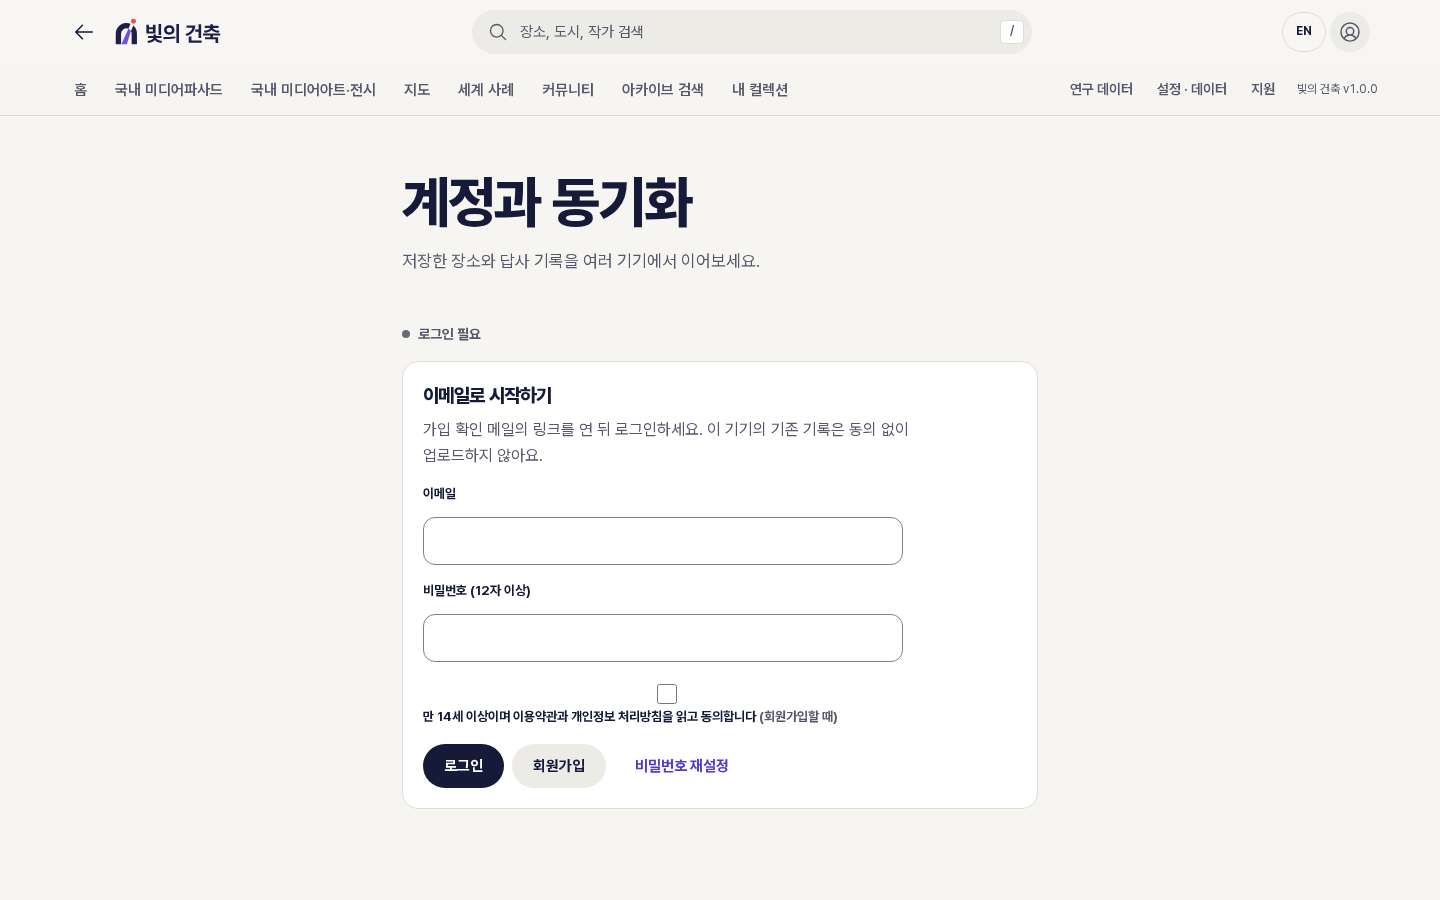 빛의 건축
장소, 도시, 작가 검색
/
EN
홈
국내 미디어파사드
국내 미디어아트·전시
지도
세계 사례
커뮤니티
아카이브 검색
내 컬렉션
연구 데이터
설정 · 데이터
지원
빛의 건축 v1.0.0
계정과 동기화
저장한 장소와 답사 기록을 여러 기기에서 이어보세요.
로그인 필요
이메일로 시작하기
가입 확인 메일의 링크를 연 뒤 로그인하세요. 이 기기의 기존 기록은 동의 없이
업로드하지 않아요.
이메일
비밀번호 (12자 이상)
만 14세 이상이며 이용약관과 개인정보 처리방침을 읽고 동의합니다 (회원가입할 때)
로그인
회원가입
비밀번호 재설정